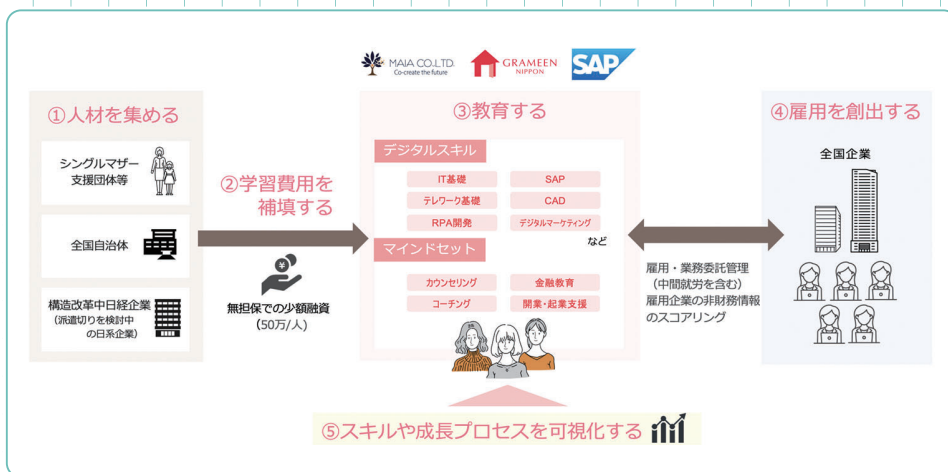 MAIA CO.LTD.
Co-create the future
GRAMEEN
NIPPON
SAP
①人材を集める
シングルマザー
支援団体等
全国自治体
構造改革中日経企業
(派遣切りを検討中
の日系企業)
②学習費用を
補填する
¥
無担保での少額融資
(50万/人)
③教育する
デジタルスキル
IT基礎
SAP
テレワーク基礎
CAD
RPA開発
デジタルマーケティング
など
マインドセット
カウンセリング
金融教育
コーチング
開業・起業支援
雇用・業務委託管理
(中間就労を含む)
雇用企業の非財務情報
のスコアリング
④雇用を創出する
全国企業
⑤スキルや成長プロセスを可視化する